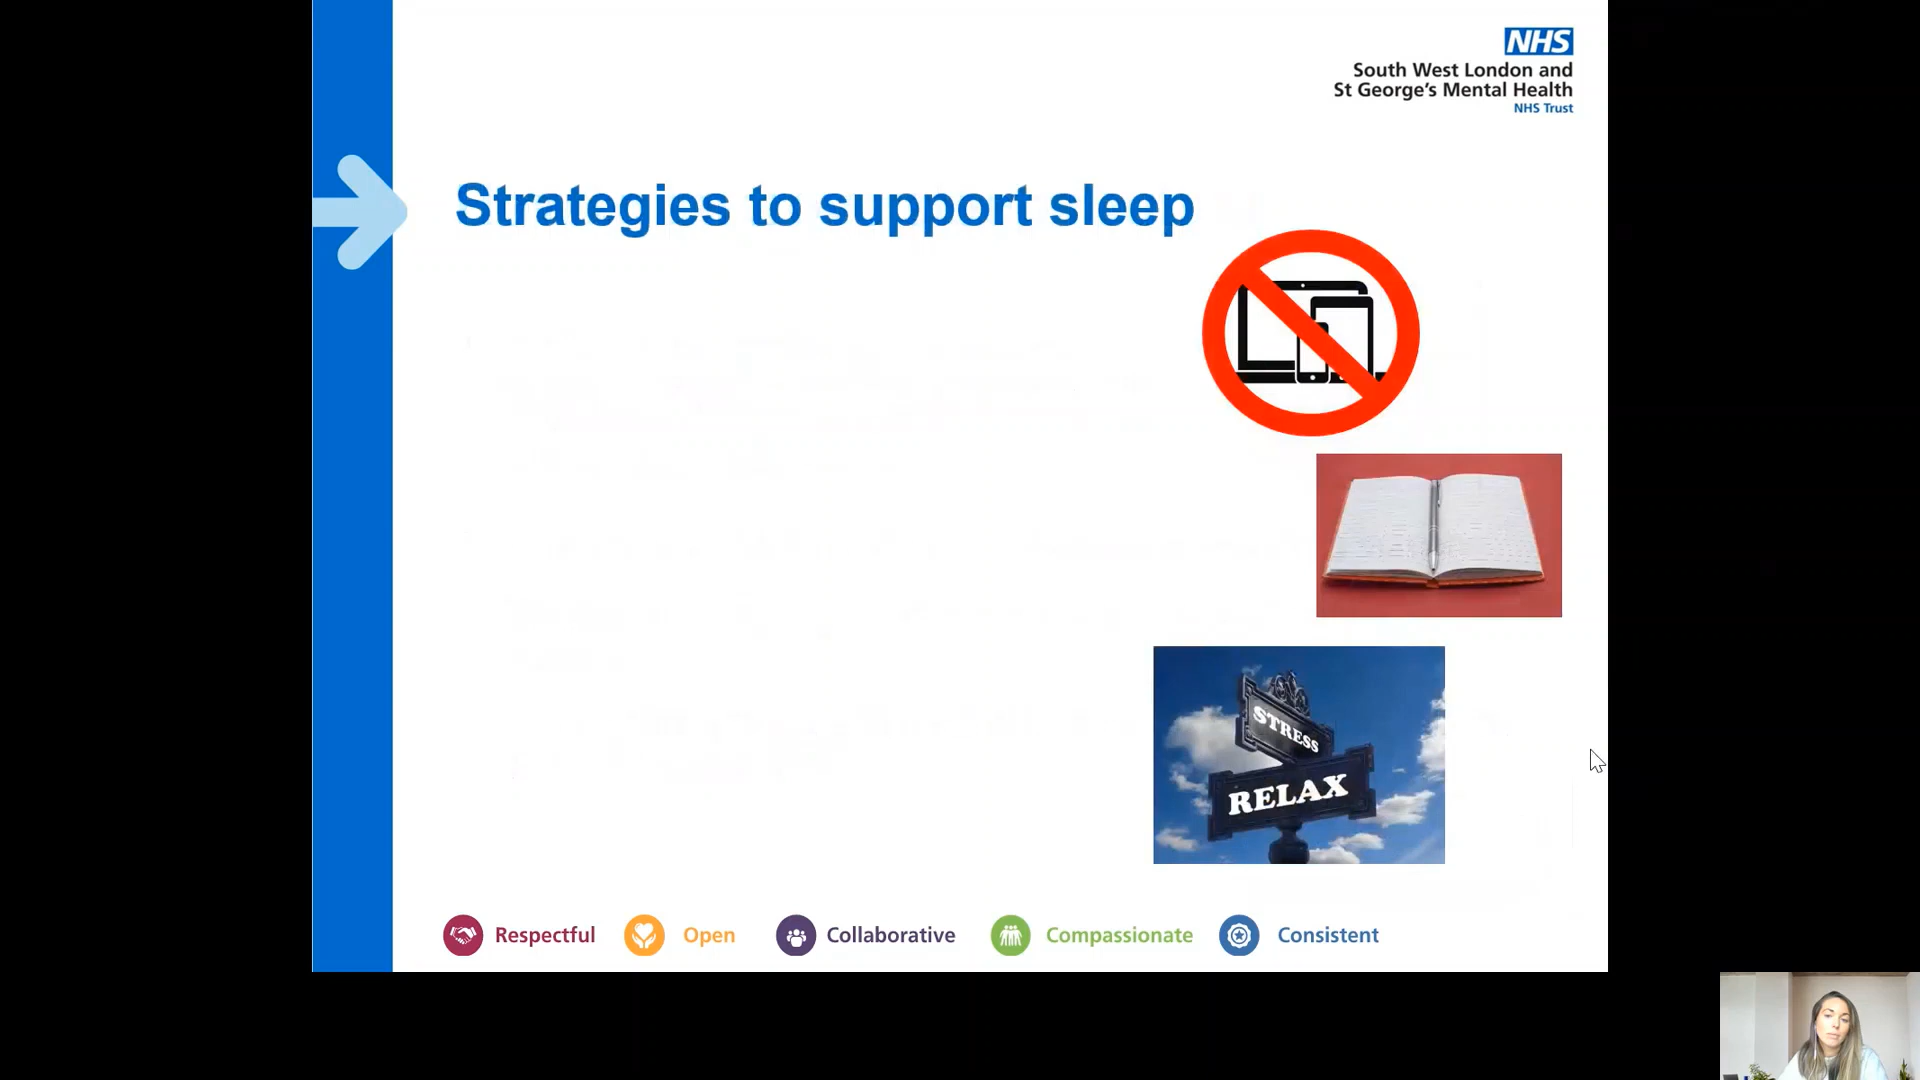 NHS
South West London and
St George's Mental Health
NHS Trust
Strategies to support sleep
STRESS
RELAX
Respectful
Open
Collaborative
Compassionate
Consistent